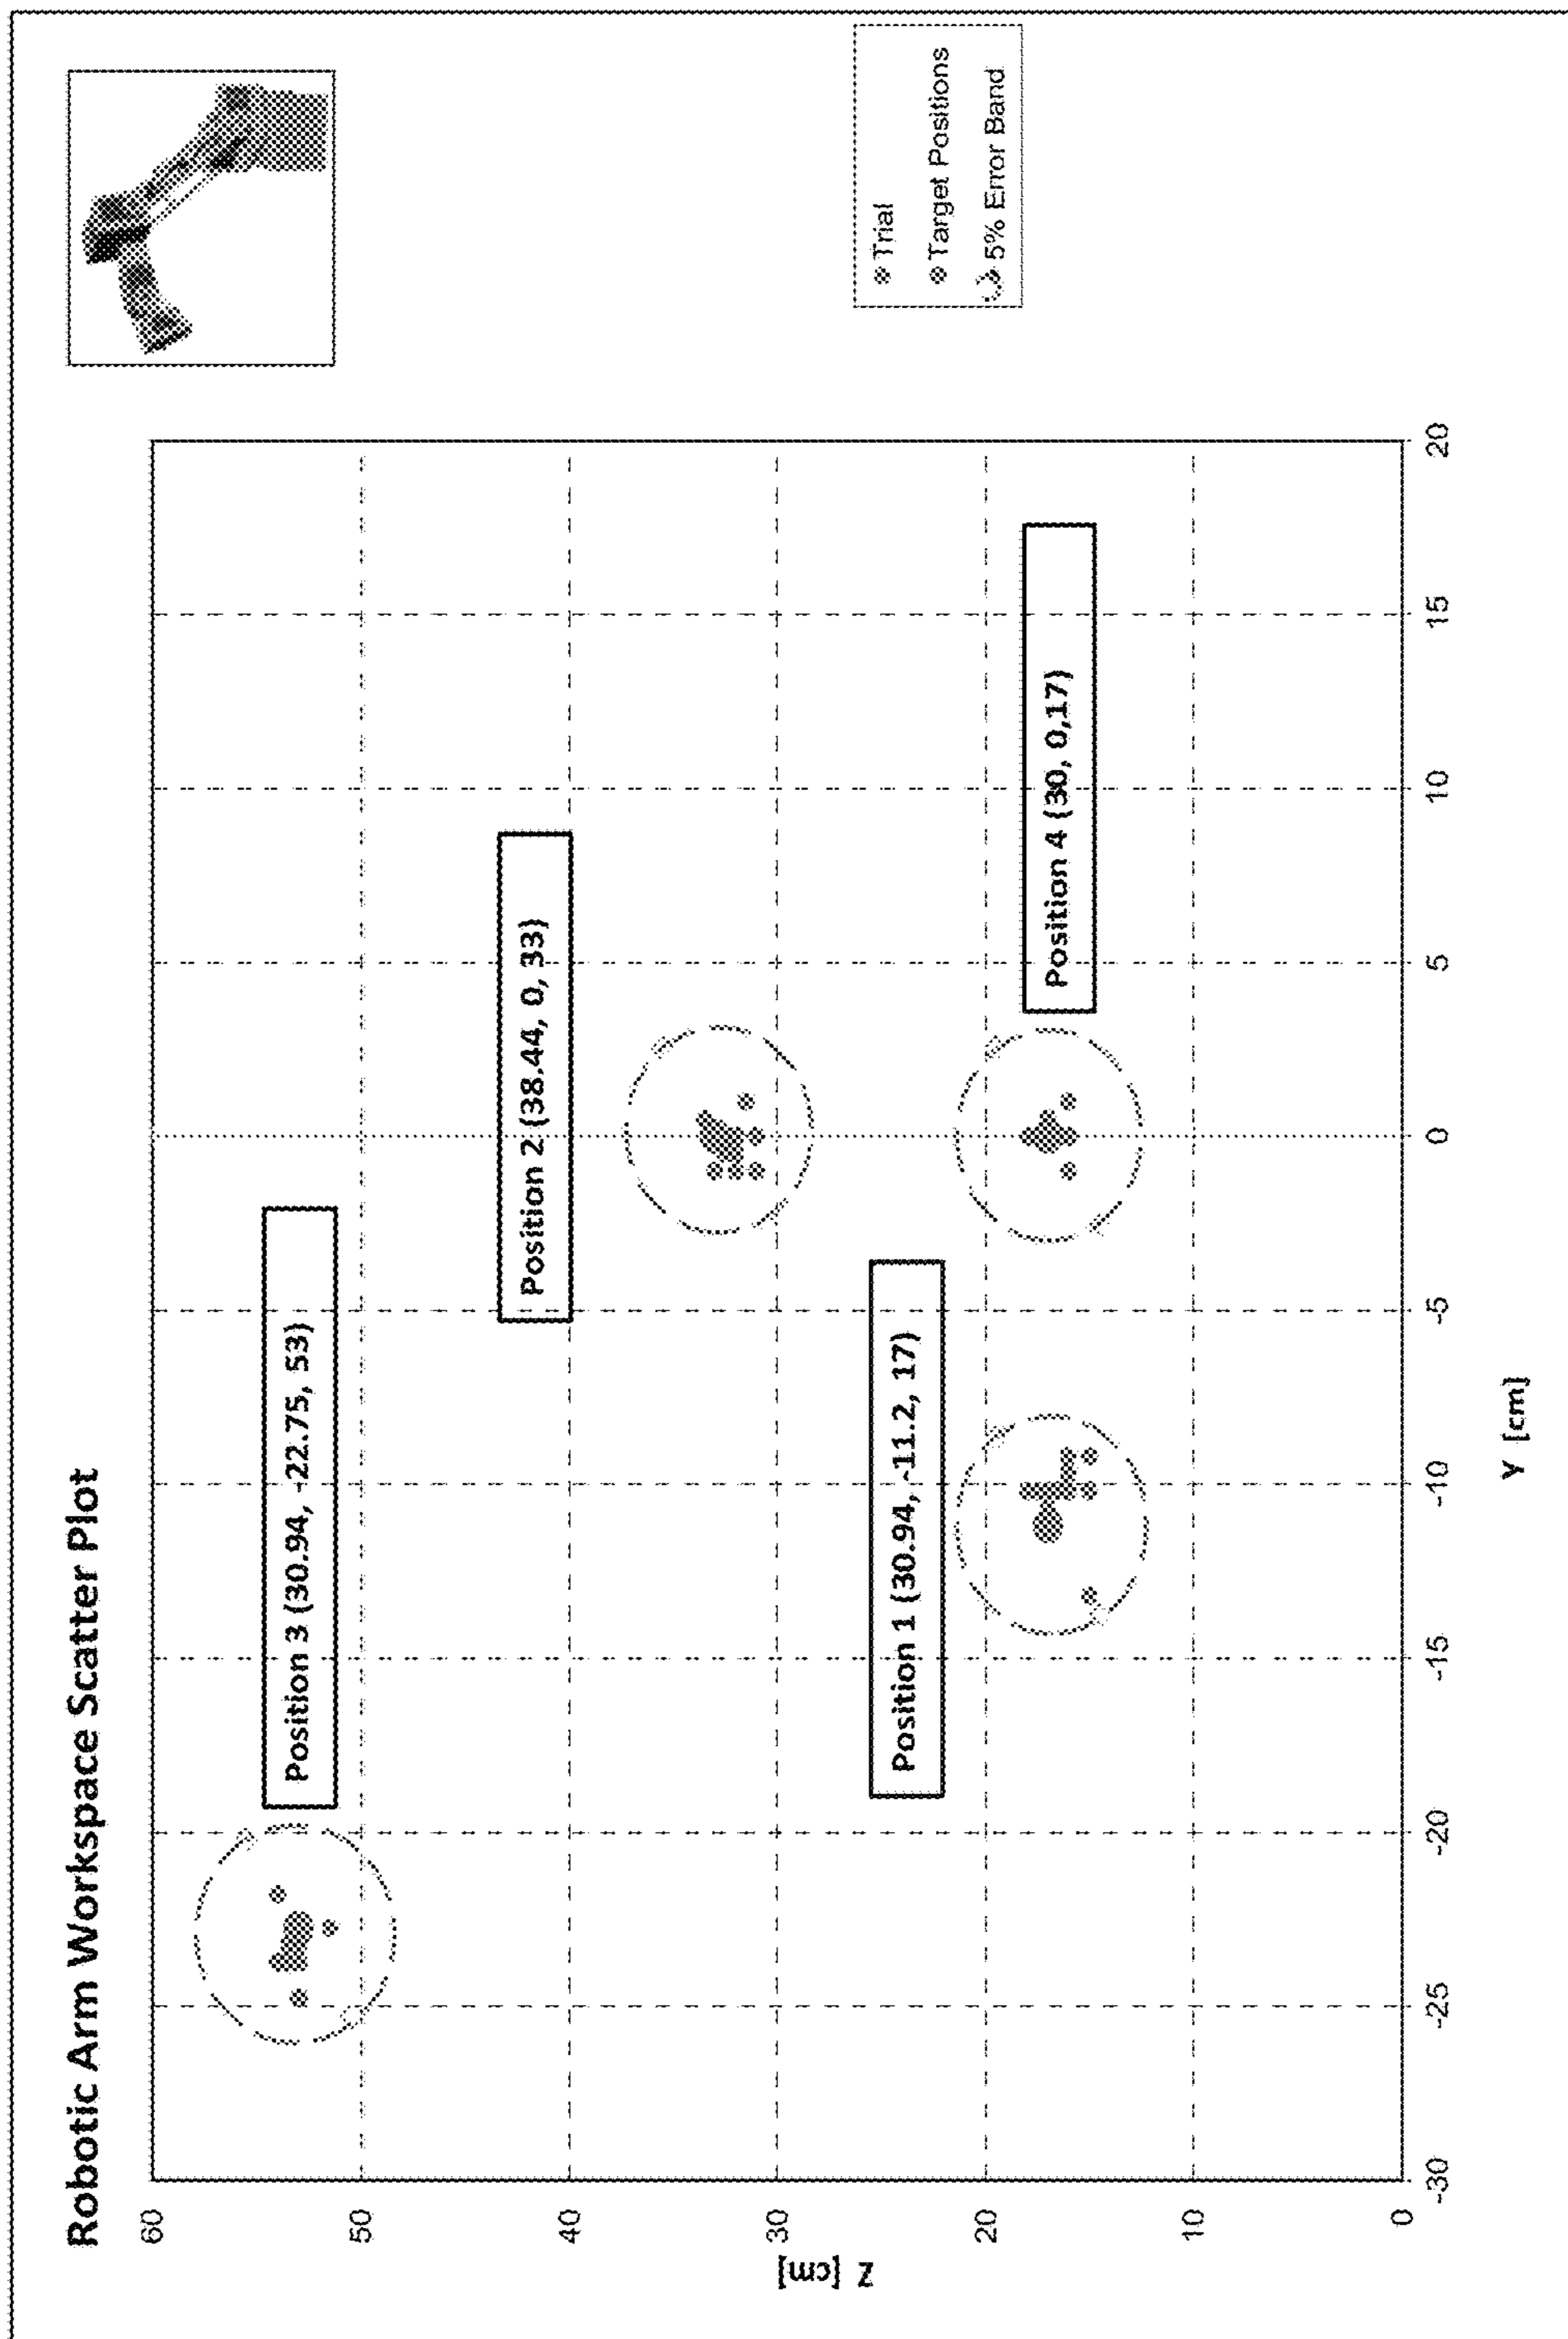 Robotic Arm Workspace Scatter Plot
60
50
40
30
20
10
0
Z [cm]
Position 3 (30.94, -22.75, 53)
Position 2 (38.44, 0, 33)
Position 1 (30.94, -11.2, 17)
Position 4 (30, 0,17)
-30
-25
-20
-15
-10
-5
0
5
10
15
20
Y [cm]
Trial
Target Positions
5% Error Band